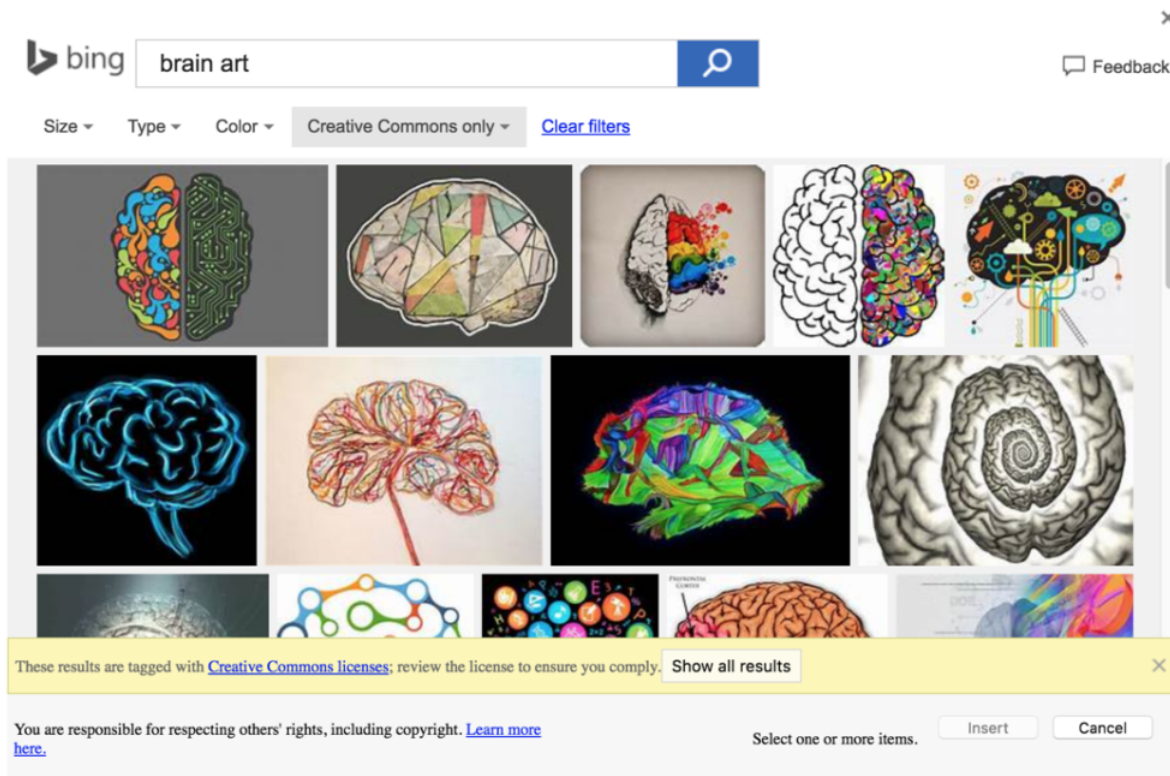 bing
brain art
Feedback
Size Type Color Creative Commons only Clear filters
PREFRONTAL
These results are tagged with Creative Commons licenses; review the license to ensure you comply. Show all results
You are responsible for respecting others' rights, including copyright. Learn more
here.
Select one or more items.
Insert
Cancel